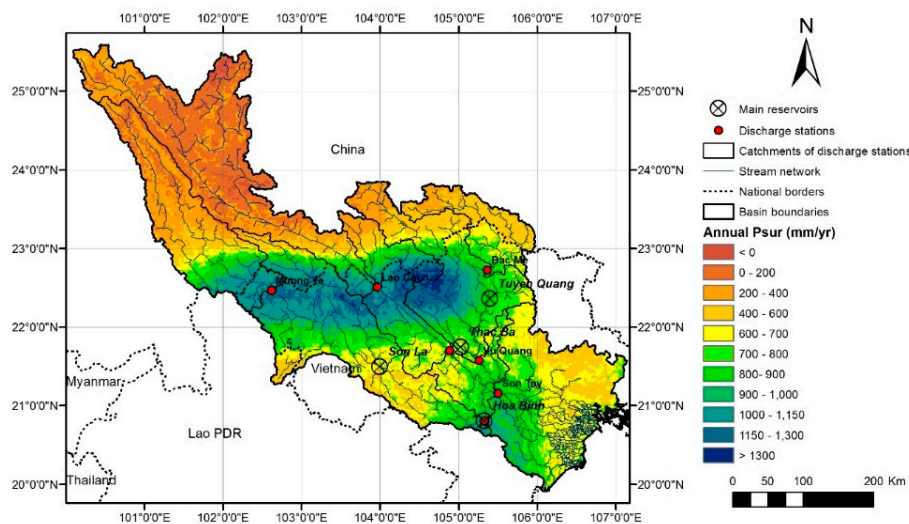 101°0'0"E 102°0'0"E 103°0'0"E 104°0'0"E 105°0'0"E 106°0'0"E 107°0'0"E
25°0'0"N 25°0'0"N
24°0'0"N 24°0'0"N
23°0'0"N 23°0'0"N
22°0'0"N 22°0'0"N
21°0'0"N 21°0'0"N
20°0'0"N 20°0'0"N
China
Bac Me
Muong Te
Lao Cai
Tuyen Quang
Thac Ba
Son La
Vu Quang
Vietnam
Myanmar
Son Tay
Hoa Binh
Lao PDR
Thailand
101°0'0"E 102°0'0"E 103°0'0"E 104°0'0"E 105°0'0"E 106°0'0"E 107°0'0"E
N
Main reservoirs
Discharge stations
Catchments of discharge stations
Stream network
National borders
Basin boundaries
Annual Psur (mm/yr)
< 0
0 - 200
200 - 400
400 - 600
600 - 700
700 - 800
800- 900
900 - 1,000
1000 - 1,150
1150 - 1,300
> 1300
0 50 100 200 Km